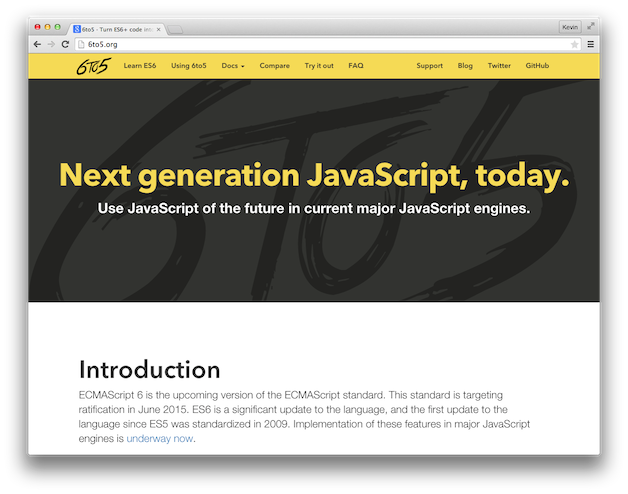 6to5 - Turn ES6+ code int
Kevin
6to5.org
6TO5 Learn ES6 Using 6to5 Docs Compare Try it out FAQ Support Blog Twitter GitHub
6TO5
Next generation JavaScript, today.
Use JavaScript of the future in current major JavaScript engines.
Introduction
ECMAScript 6 is the upcoming version of the ECMAScript standard. This standard is targeting
ratification in June 2015. ES6 is a significant update to the language, and the first update to the
language since ES5 was standardized in 2009. Implementation of these features in major JavaScript
engines is underway now.